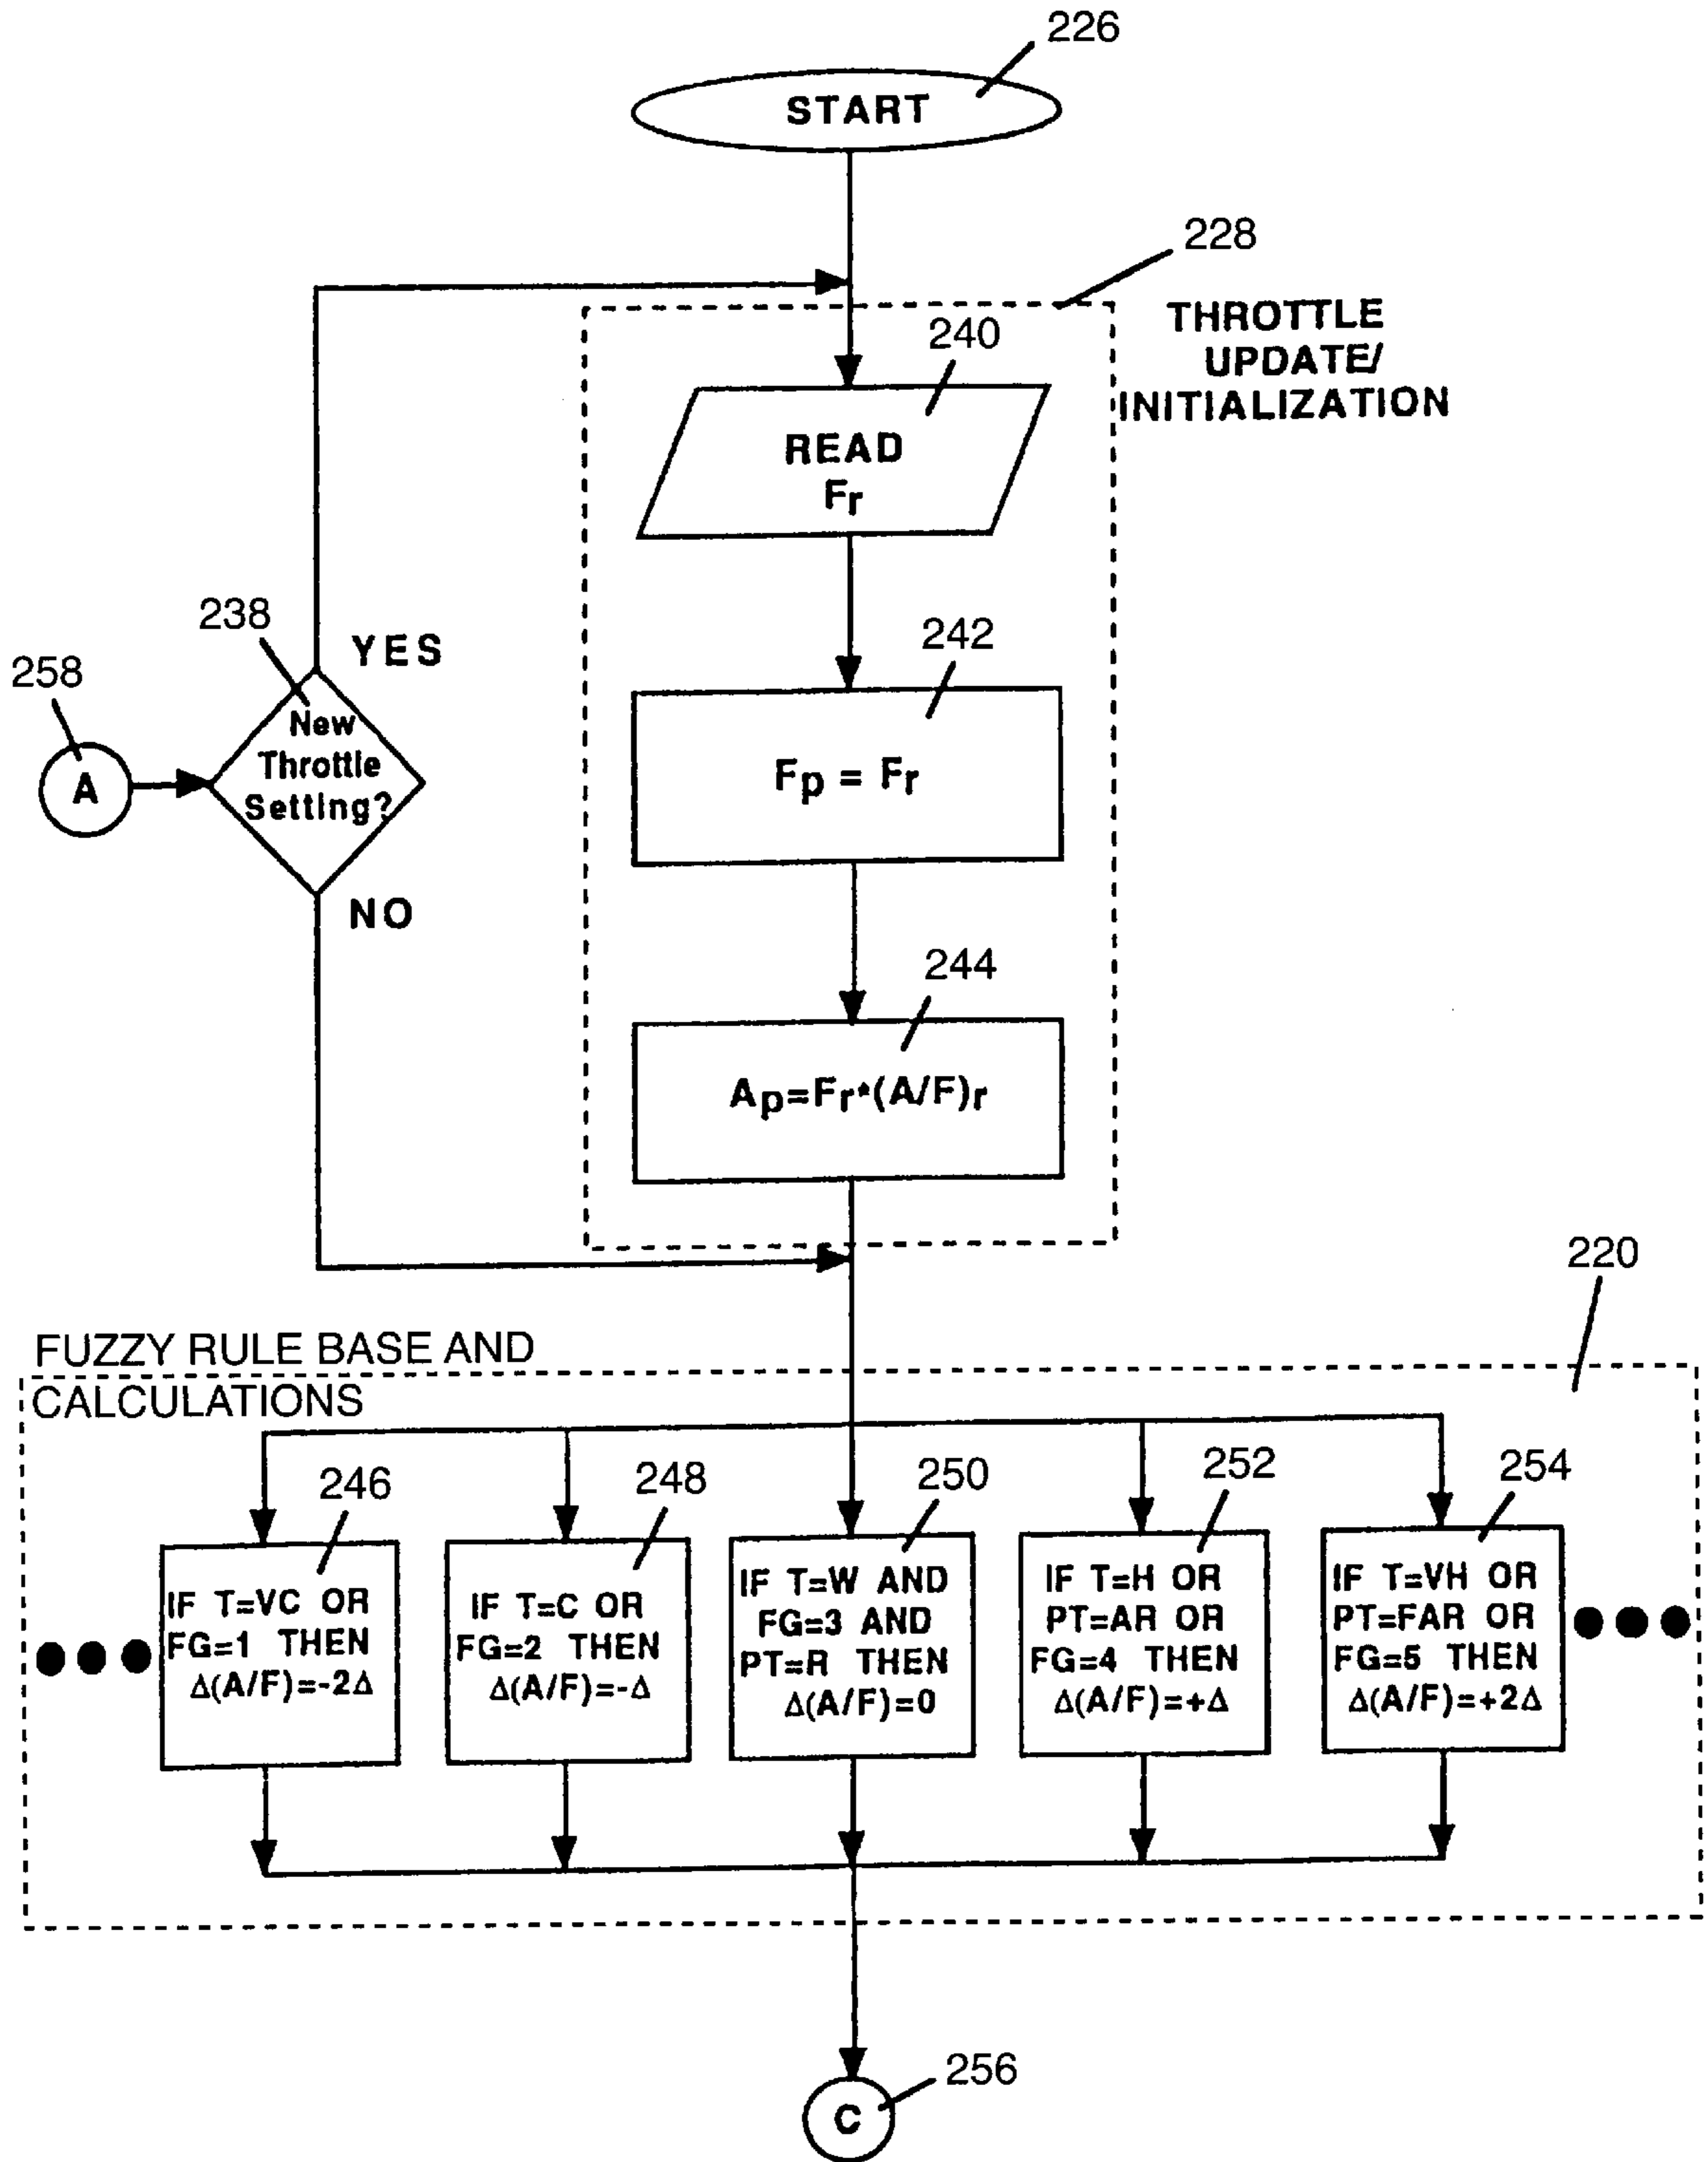 226
START
228
THROTTLE
UPDATE/
INITIALIZATION
240
READ
Fr
238
YES
258
A
New
Throttle
Setting?
NO
242
Fp = Fr
244
Ap=Fr*(A/F)r
220
FUZZY RULE BASE AND
CALCULATIONS
246
IF T=VC OR
FG=1 THEN
Δ(A/F)=-2Δ
248
IF T=C OR
FG=2 THEN
Δ(A/F)=-Δ
250
IF T=W AND
FG=3 AND
PT=R THEN
Δ(A/F)=0
252
IF T=H OR
PT=AR OR
FG=4 THEN
Δ(A/F)=+Δ
254
IF T=VH OR
PT=FAR OR
FG=5 THEN
Δ(A/F)=+2Δ
256
C